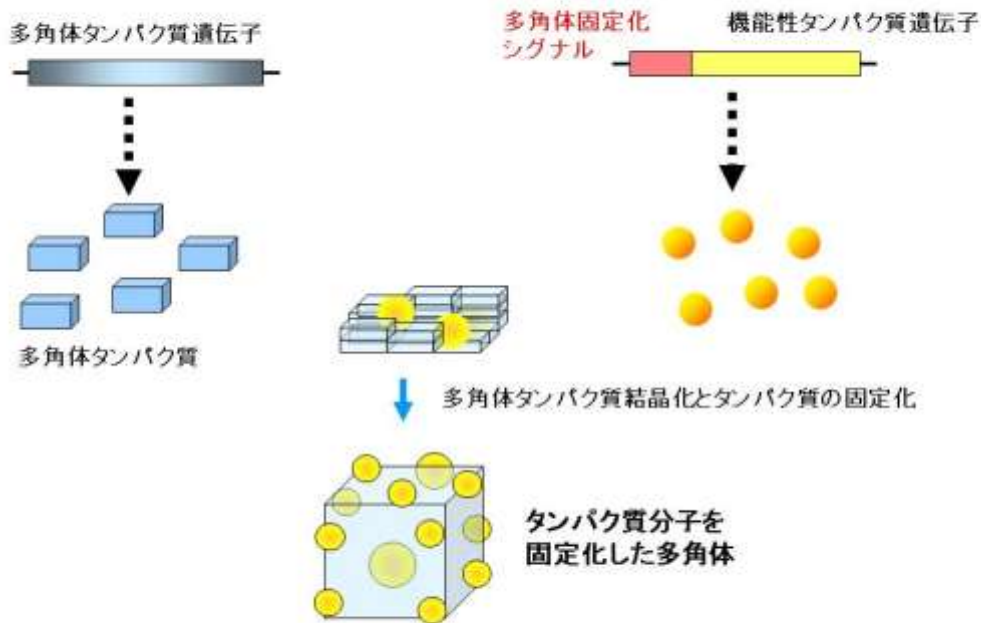 多角体タンパク質遺伝子
多角体固定化
シグナル
機能性タンパク質遺伝子
多角体タンパク質
多角体タンパク質結晶化とタンパク質の固定化
タンパク質分子を
固定化した多角体